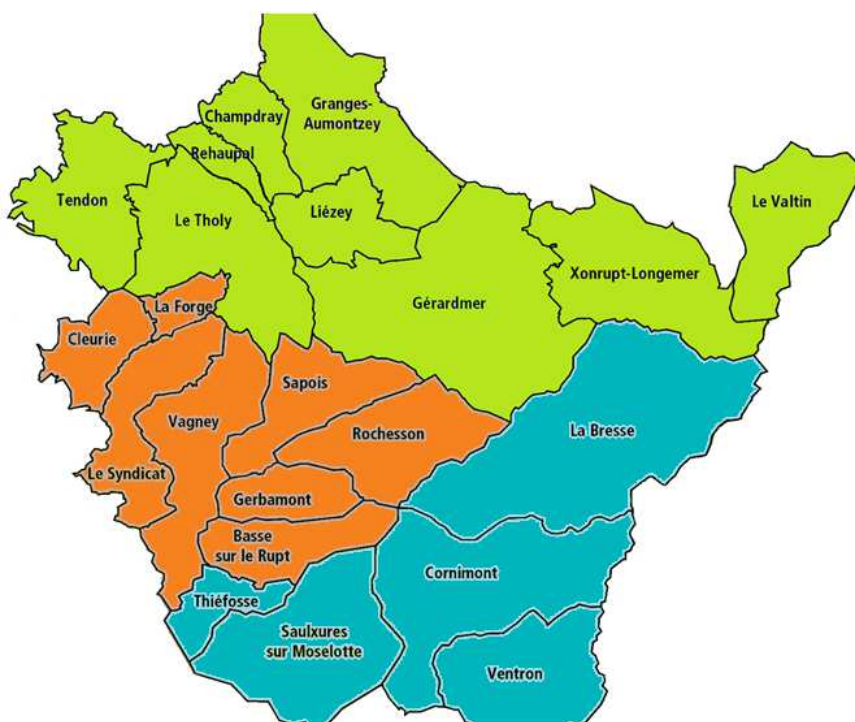 Granges-
Aumontzey
Champdray
Rehaupal
Tendon
Le Tholy
Liézey
Le Valtin
Xonrupt-Longemer
Gérardmer
La Forge
Cleurie
Sapois
Vagney
Rochesson
La Bresse
Le Syndicat
Gerbamont
Basse
sur le Rupt
Cornimont
Thiéfosse
Saulxures
sur Moselotte
Ventron